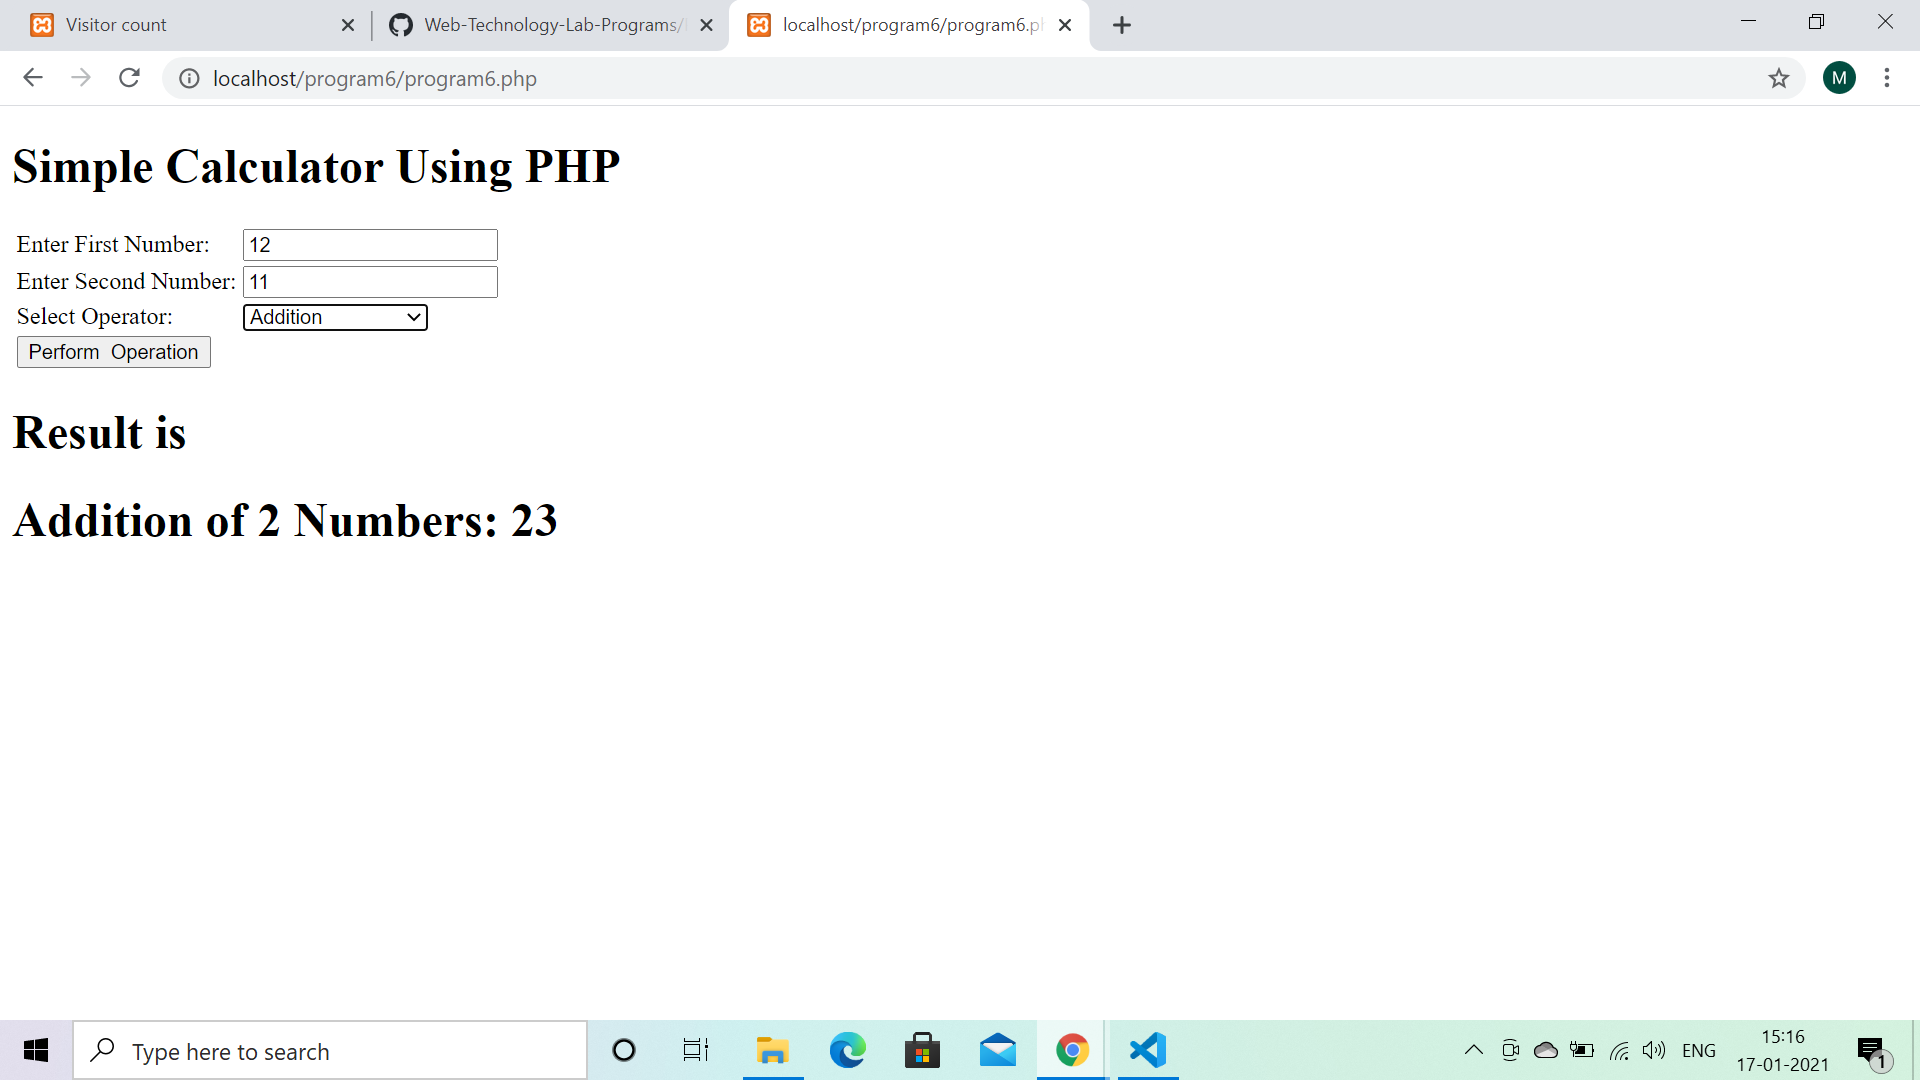 Visitor count
Web-Technology-Lab-Programs/
localhost/program6/program6.ph
localhost/program6/program6.php
M
Simple Calculator Using PHP
Enter First Number: 12
Enter Second Number: 11
Select Operator: Addition
Perform Operation
Result is
Addition of 2 Numbers: 23
Type here to search
ENG
15:16
17-01-2021
1